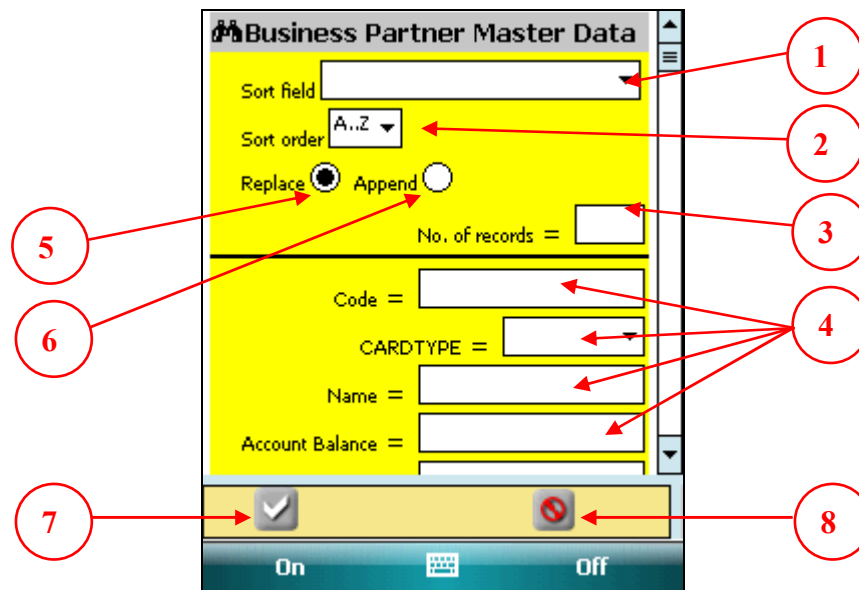 Business Partner Master Data
1
Sort field
Sort order A..Z
2
Replace Append
5
No. of records =
3
Code =
4
6
CARDTYPE =
Name =
Account Balance =
7
8
On Off